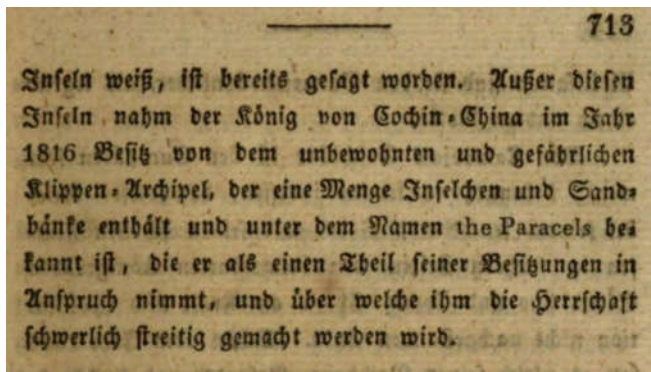 713
Inseln weiß, ist bereits gesagt worden. Außer diesen
Inseln nahm der König von Cochin-China im Jahr
1816 Besitz von dem unbewohnten und gefährlichen
Klippen-Archipel, der eine Menge Inselchen und Sand-
bänke enthält und unter dem Namen the Paracels be-
kannt ist, die er als einen Theil seiner Besitzungen in
Anspruch nimmt, und über welche ihm die Herrschaft
schwerlich streitig gemacht werden wird.